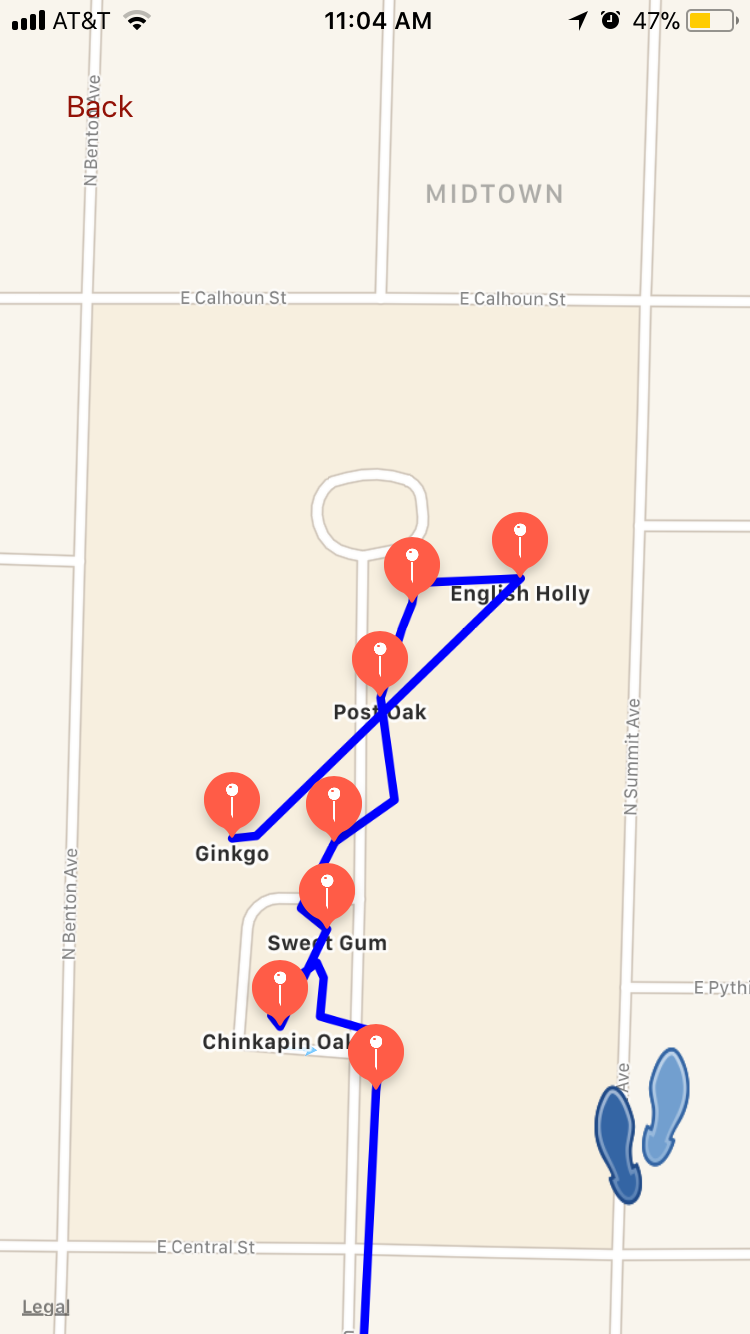 AT&T
11:04 AM
47%
Back
N Benton Ave
MIDTOWN
E Calhoun St
E Calhoun St
English Holly
Post Oak
N Summit Ave
Ginkgo
N Benton Ave
Sweet Gum
E Pythi
Chinkapin Oak
Ave
E Central St
Legal